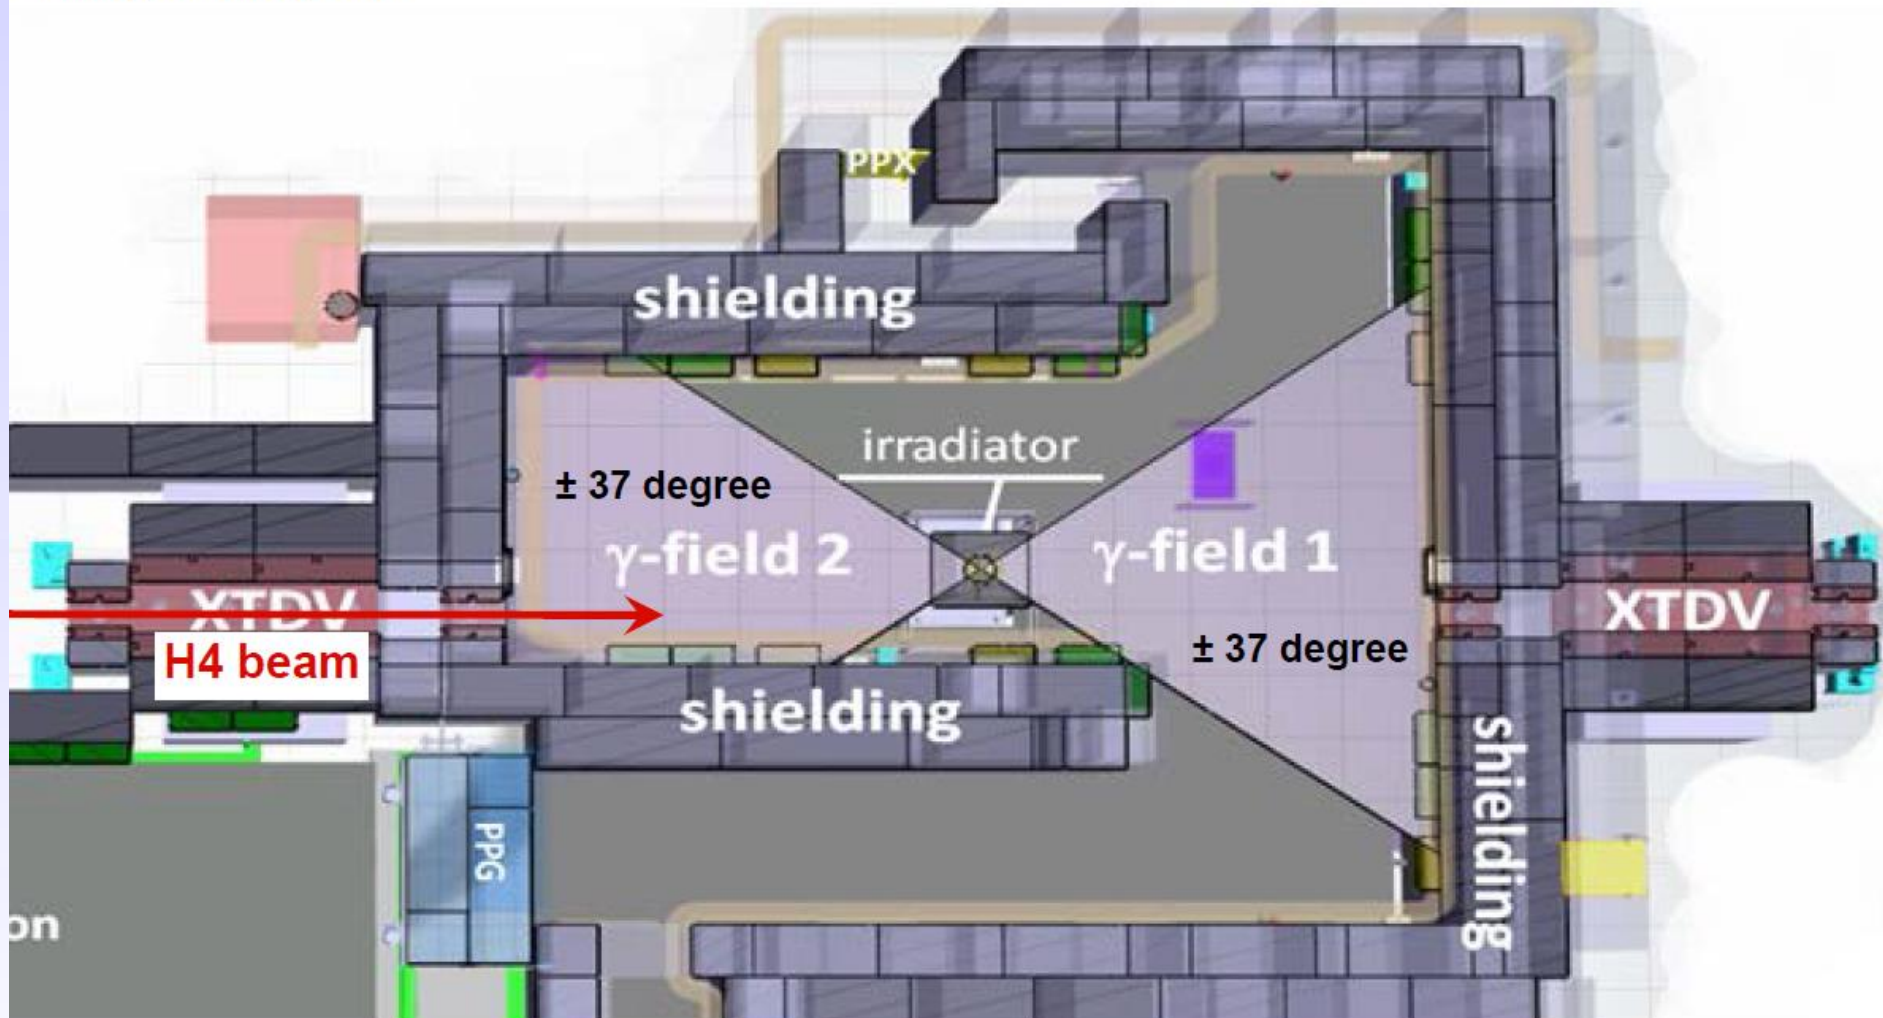 PPX
shielding
irradiator
± 37 degree
γ-field 2
γ-field 1
XTDV
XTDV
± 37 degree
H4 beam
shielding
shielding
PPG
on